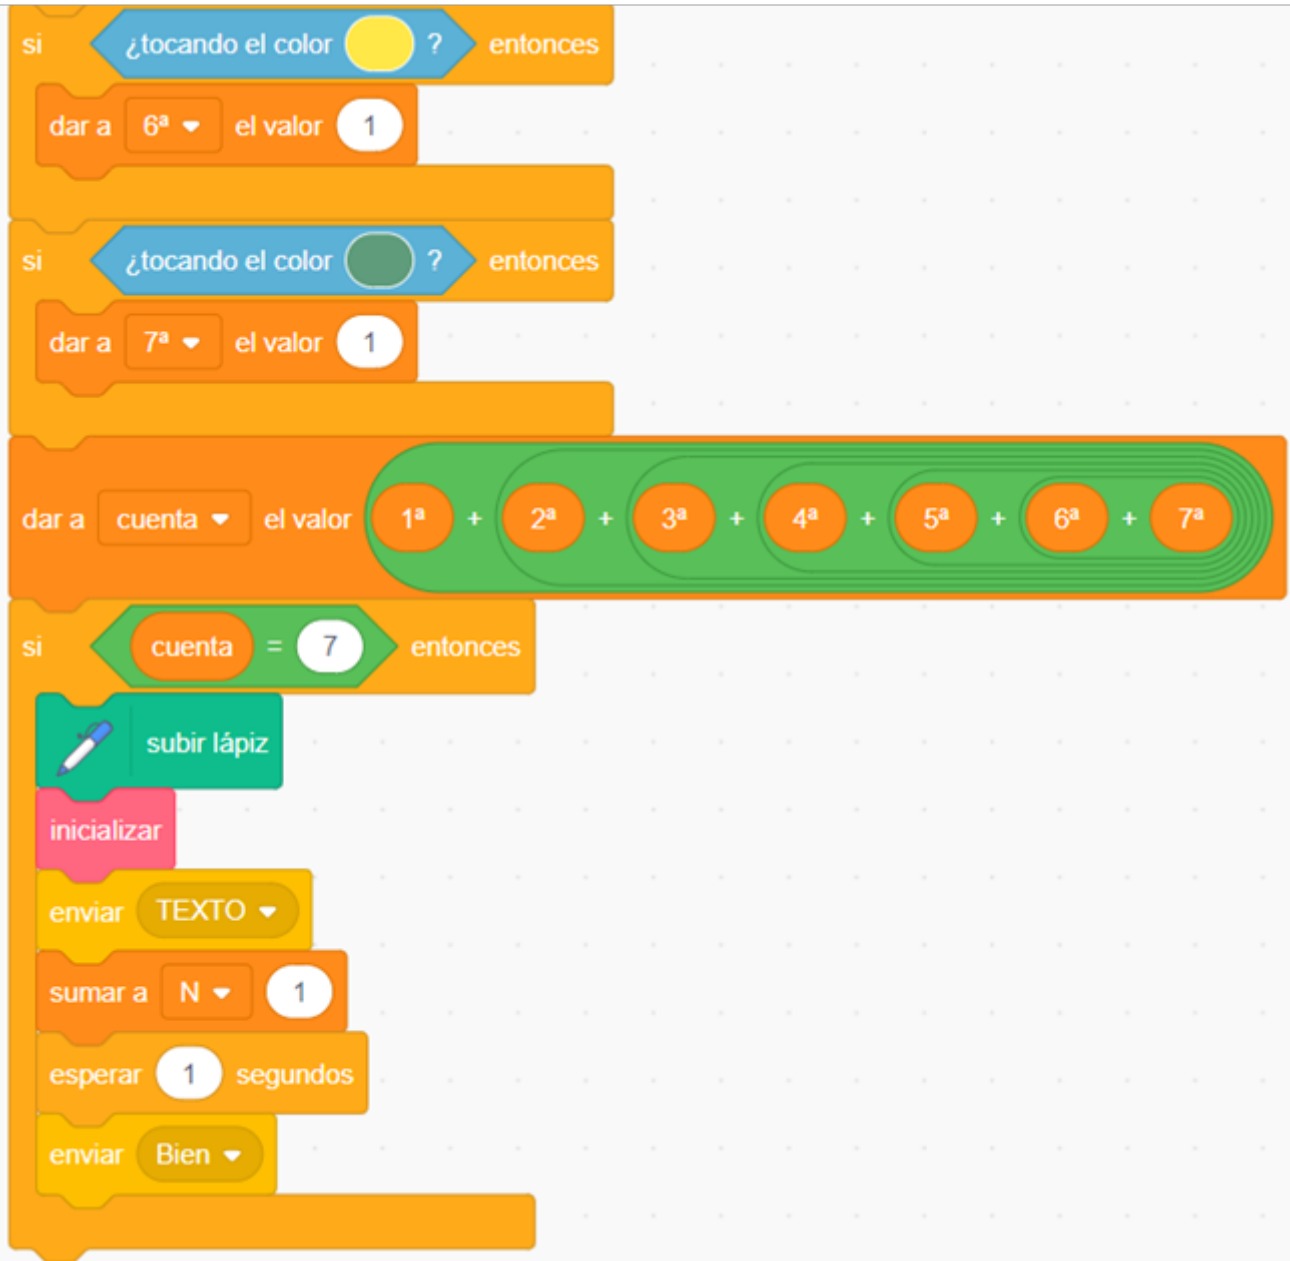 si ¿tocando el color ? entonces
dar a 6ª el valor 1
si ¿tocando el color ? entonces
dar a 7ª el valor 1
dar a cuenta el valor 1ª + 2ª + 3ª + 4ª + 5ª + 6ª + 7ª
si cuenta = 7 entonces
subir lápiz
inicializar
enviar TEXTO
sumar a N 1
esperar 1 segundos
enviar Bien